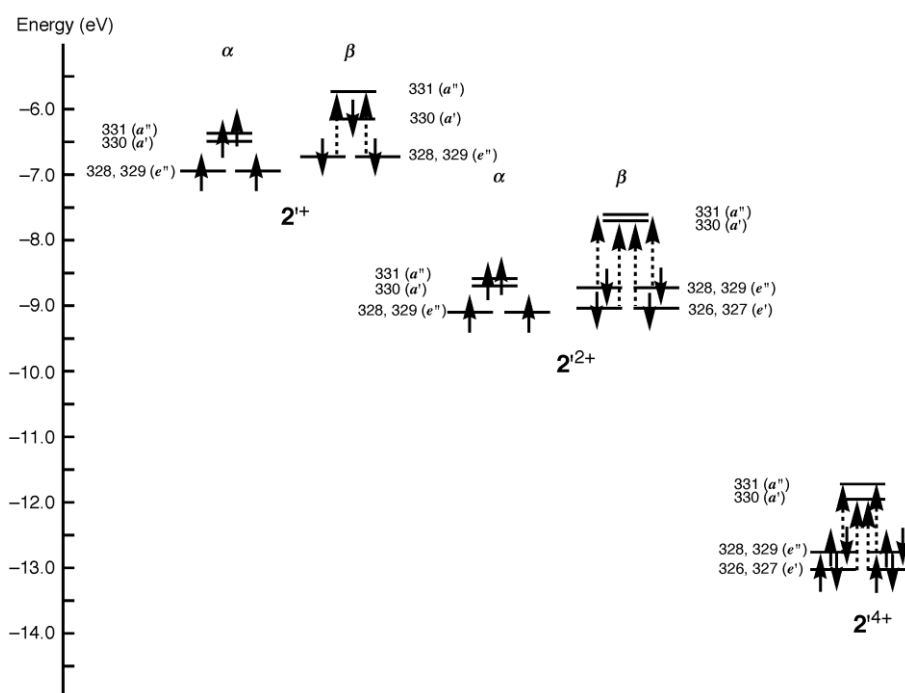 Energy (eV)
α
β
−6.0
−7.0
−8.0
−9.0
−10.0
−11.0
−12.0
−13.0
−14.0
331 (a")
330 (a')
328, 329 (e")
331 (a")
330 (a')
328, 329 (e")
2'+
α
β
331 (a")
330 (a')
328, 329 (e")
331 (a")
330 (a')
328, 329 (e")
326, 327 (e')
2'2+
331 (a")
330 (a')
328, 329 (e")
326, 327 (e')
2'4+